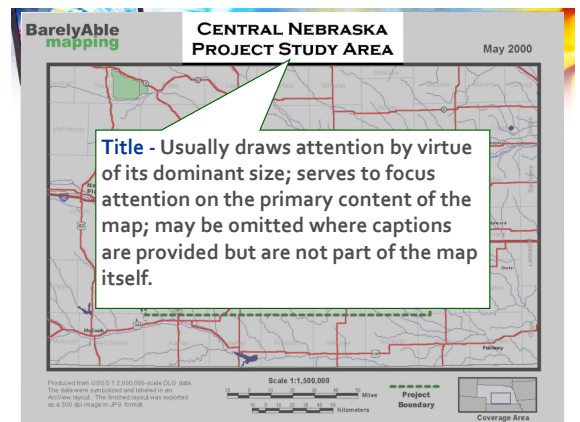 BarelyAble
mapping
CENTRAL NEBRASKA
PROJECT STUDY AREA
May 2000
Title - Usually draws attention by virtue
of its dominant size; serves to focus
attention on the primary content of the
map; may be omitted where captions
are provided but are not part of the map
itself.
McCook
Fairbury
Produced from USGS 1:2,000,000-scale DLG data.
The data were symbolized and labeled in an
ArcView layout. The finished layout was exported
as a 300 dpi image in JPG format.
Scale 1:1,500,000
Miles
Kilometers
Project
Boundary
Coverage Area